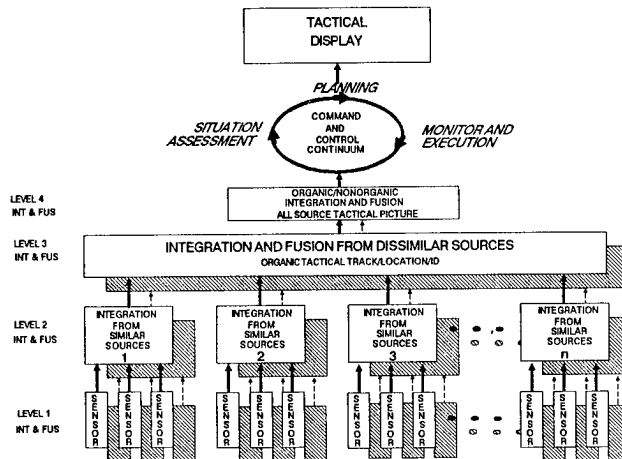 TACTICAL
DISPLAY
PLANNING
SITUATION
ASSESSMENT
COMMAND
AND
CONTROL
CONTINUUM
MONITOR AND
EXECUTION
LEVEL 4
INT & FUS
ORGANIC/NONORGANIC
INTEGRATION AND FUSION
ALL SOURCE TACTICAL PICTURE
LEVEL 3
INT & FUS
INTEGRATION AND FUSION FROM DISSIMILAR SOURCES
ORGANIC TACTICAL TRACK/LOCATION/ID
LEVEL 2
INT & FUS
INTEGRATION
FROM
SIMILAR
SOURCES
1
INTEGRATION
FROM
SIMILAR
SOURCES
2
INTEGRATION
FROM
SIMILAR
SOURCES
3
INTEGRATION
FROM
SIMILAR
SOURCES
n
LEVEL 1
INT & FUS
SENSOR
SENSOR
SENSOR
SENSOR
SENSOR
SENSOR
SENSOR
SENSOR
SENSOR
SENSOR
SENSOR
SENSOR